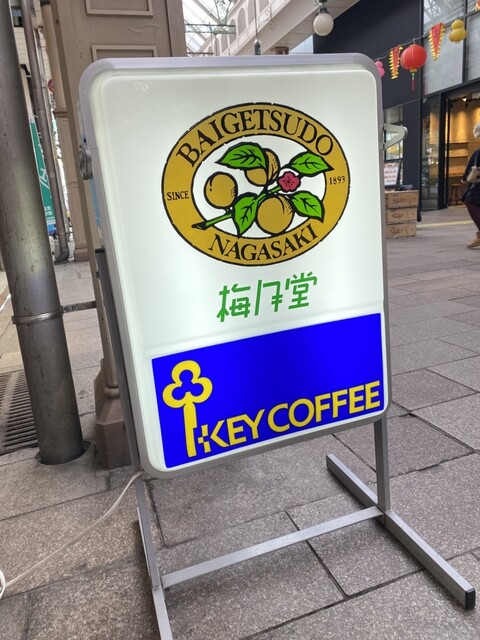 BAIGETSUDO
SINCE 1893
NAGASAKI
梅月堂
KEY COFFEE